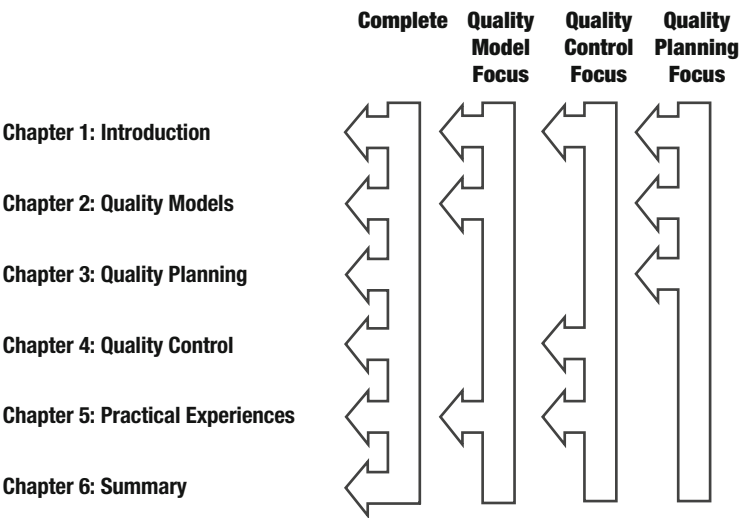 Complete Quality Quality Quality
Model Control Planning
Focus Focus Focus
Chapter 1: Introduction
Chapter 2: Quality Models
Chapter 3: Quality Planning
Chapter 4: Quality Control
Chapter 5: Practical Experiences
Chapter 6: Summary